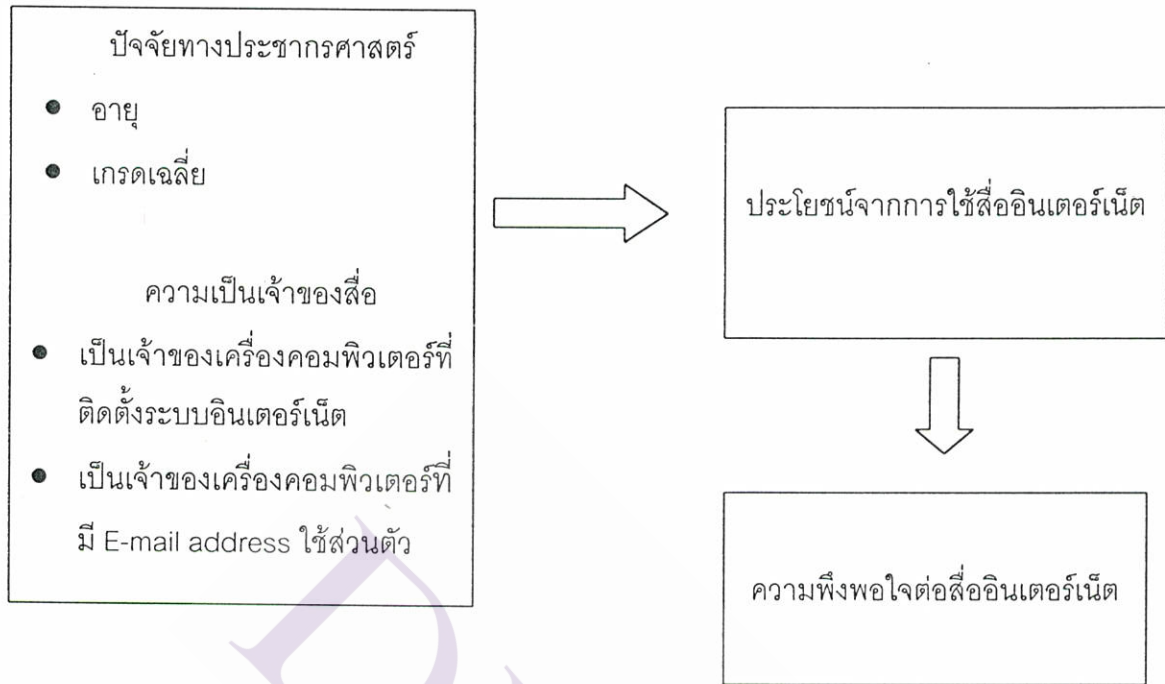 ปัจจัยทางประชากรศาสตร์
● อายุ
● เกรดเฉลี่ย
ความเป็นเจ้าของสื่อ
● เป็นเจ้าของเครื่องคอมพิวเตอร์ที่
ติดตั้งระบบอินเตอร์เน็ต
● เป็นเจ้าของเครื่องคอมพิวเตอร์ที่
มี E-mail address ใช้ส่วนตัว
ประโยชน์จากการใช้สื่ออินเตอร์เน็ต
ความพึงพอใจต่อสื่ออินเตอร์เน็ต